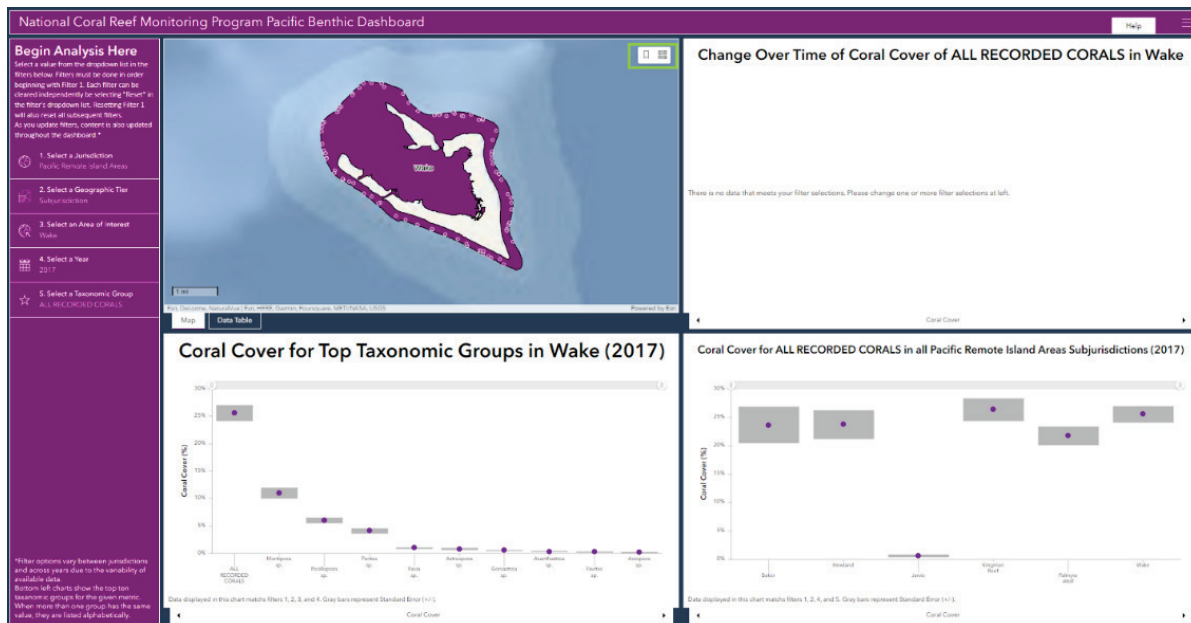 National Coral Reef Monitoring Program Pacific Benthic Dashboard
Help
Begin Analysis Here
Select a value from the dropdown list in the
filters below. Filters must be done in order
beginning with Filter 1. Each filter can be
cleared independently be selecting "Reset" in
the filter's dropdown list. Resetting Filter 1
will also reset all subsequent filters.
As you update filters, content is also updated
throughout the dashboard *
1. Select a Jurisdiction
Pacific Remote Island Areas
2. Select a Geographic Tier
Subjurisdiction
3. Select an Area of Interest
Wake
4. Select a Year
2017
5. Select a Taxonomic Group
ALL RECORDED CORALS
*Filter options vary between jurisdictions
and across years due to the variability of
available data.
Bottom left charts show the top ten
taxonomic groups for the given metric.
When more than one group has the same
value, they are listed alphabetically.
Wake
1 mi
Powered by Esri
Map
Data Table
Change Over Time of Coral Cover of ALL RECORDED CORALS in Wake
There is no data that meets your filter selections. Please change one or more filter selections at left.
Coral Cover
Coral Cover for Top Taxonomic Groups in Wake (2017)
Coral Cover (%)
30%
25%
20%
15%
10%
5%
0%
ALL
RECORDED
CORALS
Montipora
sp.
Pocillopora
sp.
Porites
sp.
Favia
sp.
Astreopora
sp.
Goniastrea
sp.
Acanthastrea
sp.
Favites
sp.
Acropora
sp.
Data displayed in this chart matchs filters 1, 2, 3, and 4. Gray bars represent Standard Error (+/-).
Coral Cover
Coral Cover for ALL RECORDED CORALS in all Pacific Remote Island Areas Subjurisdictions (2017)
Coral Cover (%)
30%
25%
20%
15%
10%
5%
0%
Baker
Howland
Jarvis
Kingman
Reef
Palmyra
atoll
Wake
Data displayed in this chart matchs filters 1, 2, 4, and 5. Gray bars represent Standard Error (+/-).
Coral Cover